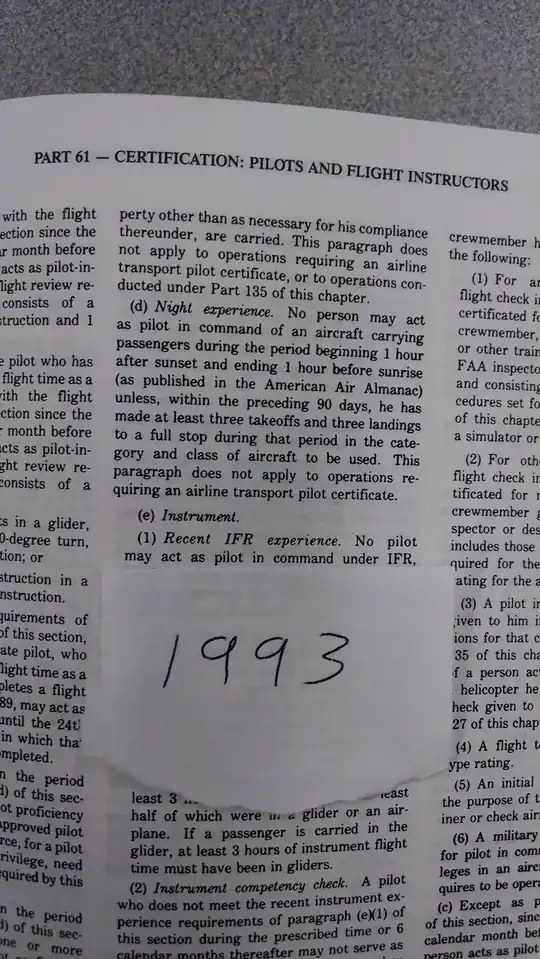 PART 61 — CERTIFICATION: PILOTS AND FLIGHT INSTRUCTORS
with the flight
ection since the
r month before
acts as pilot-in-
light review re-
consists of a
struction and 1
e pilot who has
flight time as a
with the flight
ction since the
r month before
acts as pilot-in-
ght review re-
consists of a
ts in a glider,
0-degree turn,
tion; or
struction in a
nstruction.
quirements of
of this section,
ate pilot, who
light time as a
pletes a flight
89, may act as
until the 24t
in which tha
mpleted.
n the period
d) of this sec-
ot proficiency
approved pilot
rce, for a pilot
rivilege, need
equired by this
n the period
d) of this sec-
one or more
perty other than as necessary for his compliance
thereunder, are carried. This paragraph does
not apply to operations requiring an airline
transport pilot certificate, or to operations con-
ducted under Part 135 of this chapter.
(d) Night experience. No person may act
as pilot in command of an aircraft carrying
passengers during the period beginning 1 hour
after sunset and ending 1 hour before sunrise
(as published in the American Air Almanac)
unless, within the preceding 90 days, he has
made at least three takeoffs and three landings
to a full stop during that period in the cate-
gory and class of aircraft to be used. This
paragraph does not apply to operations re-
quiring an airline transport pilot certificate.
(e) Instrument.
(1) Recent IFR experience. No pilot
may act as pilot in command under IFR,
1993
least 3 least
half of which were in a glider or an air-
plane. If a passenger is carried in the
glider, at least 3 hours of instrument flight
time must have been in gliders.
(2) Instrument competency check. A pilot
who does not meet the recent instrument ex-
perience requirements of paragraph (e)(1) of
this section during the prescribed time or 6
calendar months thereafter may not serve as
crewmember h
the following:
(1) For an
flight check i
certificated fo
crewmember,
or other train
FAA inspecto
and consisting
cedures set fo
of this chapte
a simulator or
(2) For oth
flight check in
tificated for m
crewmember g
spector or des
includes those
quired for the
ating for the a
(3) A pilot in
given to him i
ions for that c
35 of this cha
f a person act
helicopter he
heck given to
27 of this chap
(4) A flight t
ype rating.
(5) An initial
the purpose of t
iner or check air
(6) A military
for pilot in comm
leges in an airc
quires to be oper
(c) Except as p
of this section, sinc
calendar month bef
person acts as pilot